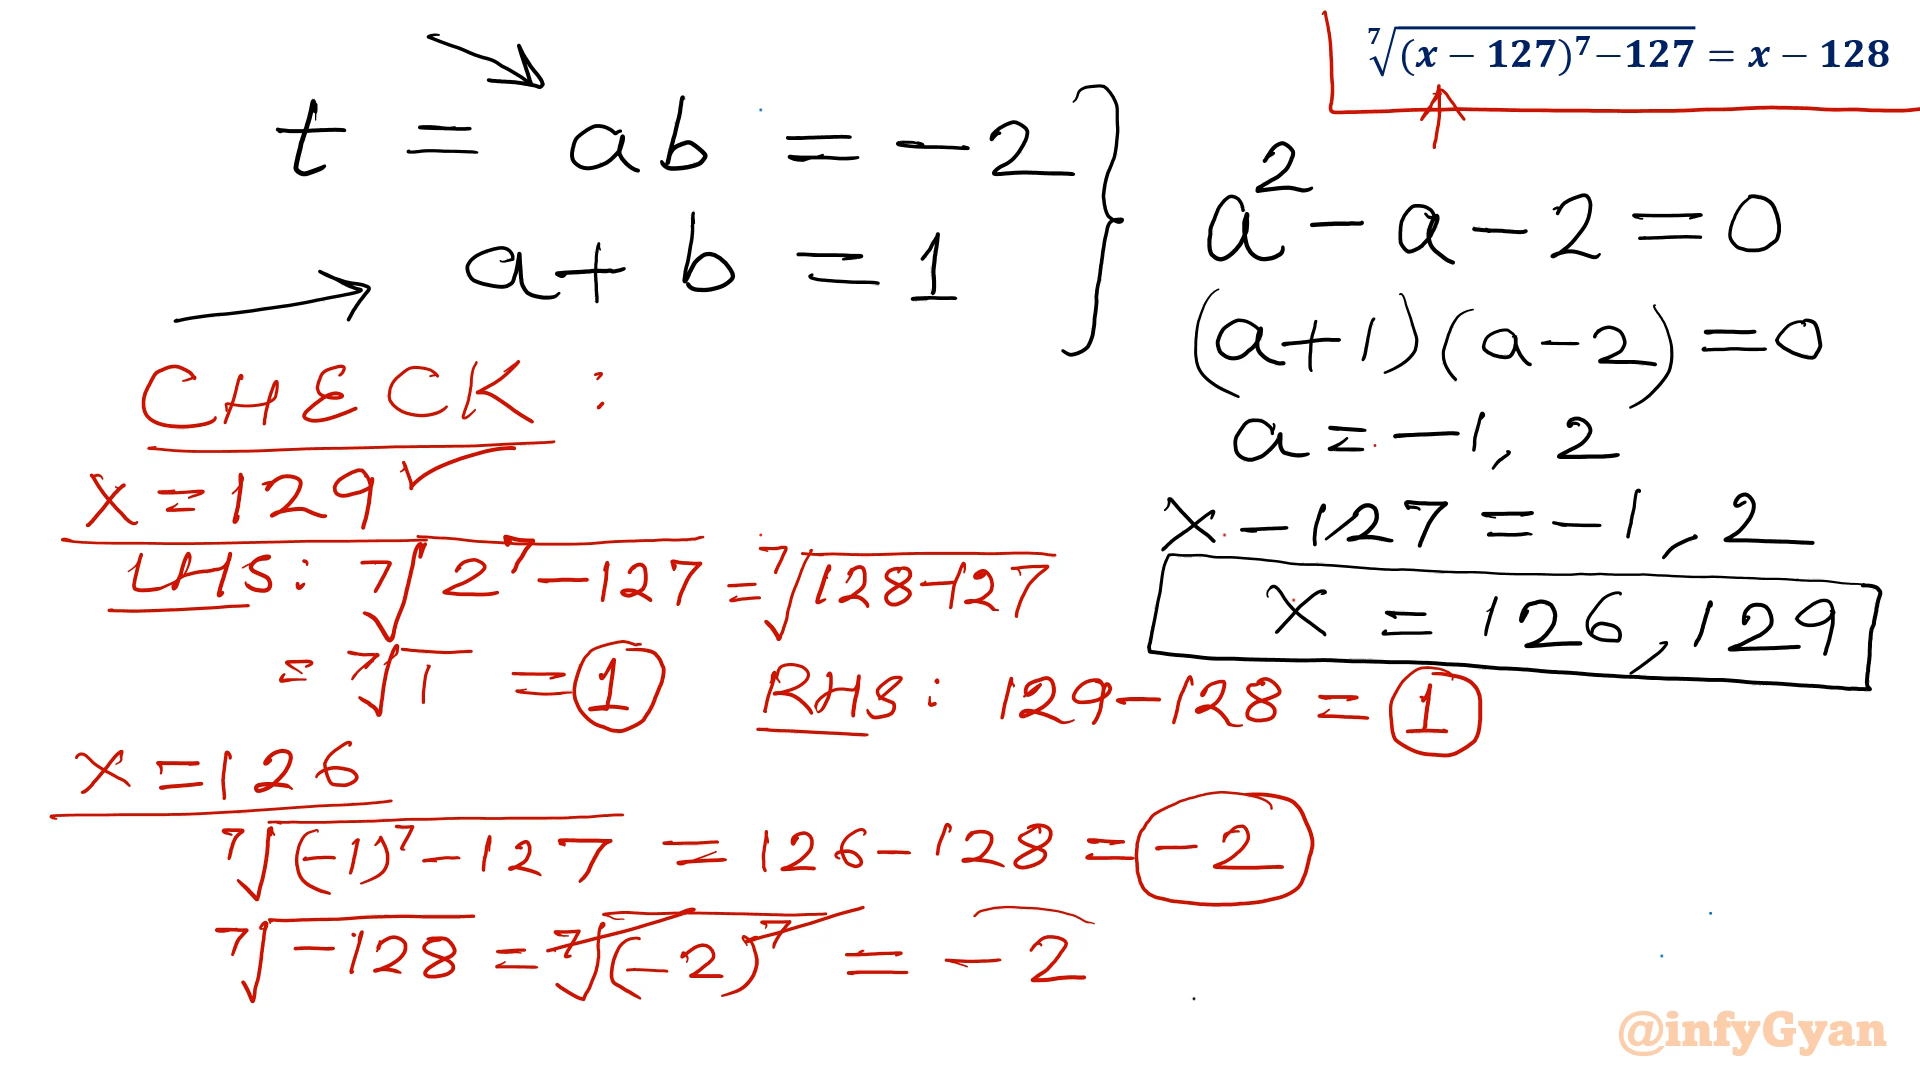 ⁷√((x − 127)⁷ − 127) = x − 128
t = ab = −2
a + b = 1
a² − a − 2 = 0
(a + 1)(a − 2) = 0
a = −1, 2
x − 127 = −1, 2
x = 126, 129
CHECK :
x = 129 ✓
LHS : ⁷√(2⁷ − 127) = ⁷√(128 − 127)
= ⁷√1 = 1
RHS : 129 − 128 = 1
x = 126
⁷√((−1)⁷ − 127) = 126 − 128 = −2
⁷√(−128) = ⁷√((−2)⁷) = −2
@infyGyan